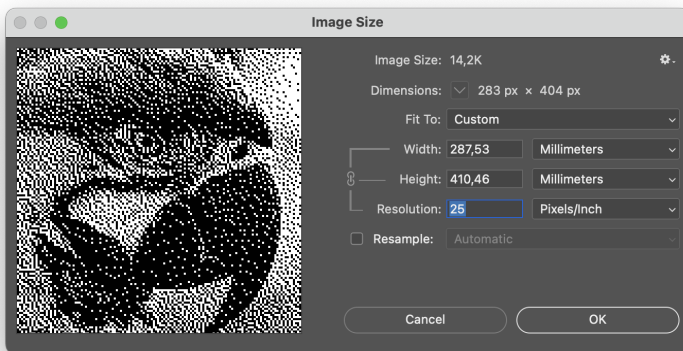 Image Size
Image Size: 14,2K
Dimensions: 283 px × 404 px
Fit To: Custom
Width: 287,53 Millimeters
Height: 410,46 Millimeters
Resolution: 25 Pixels/Inch
Resample: Automatic
Cancel OK